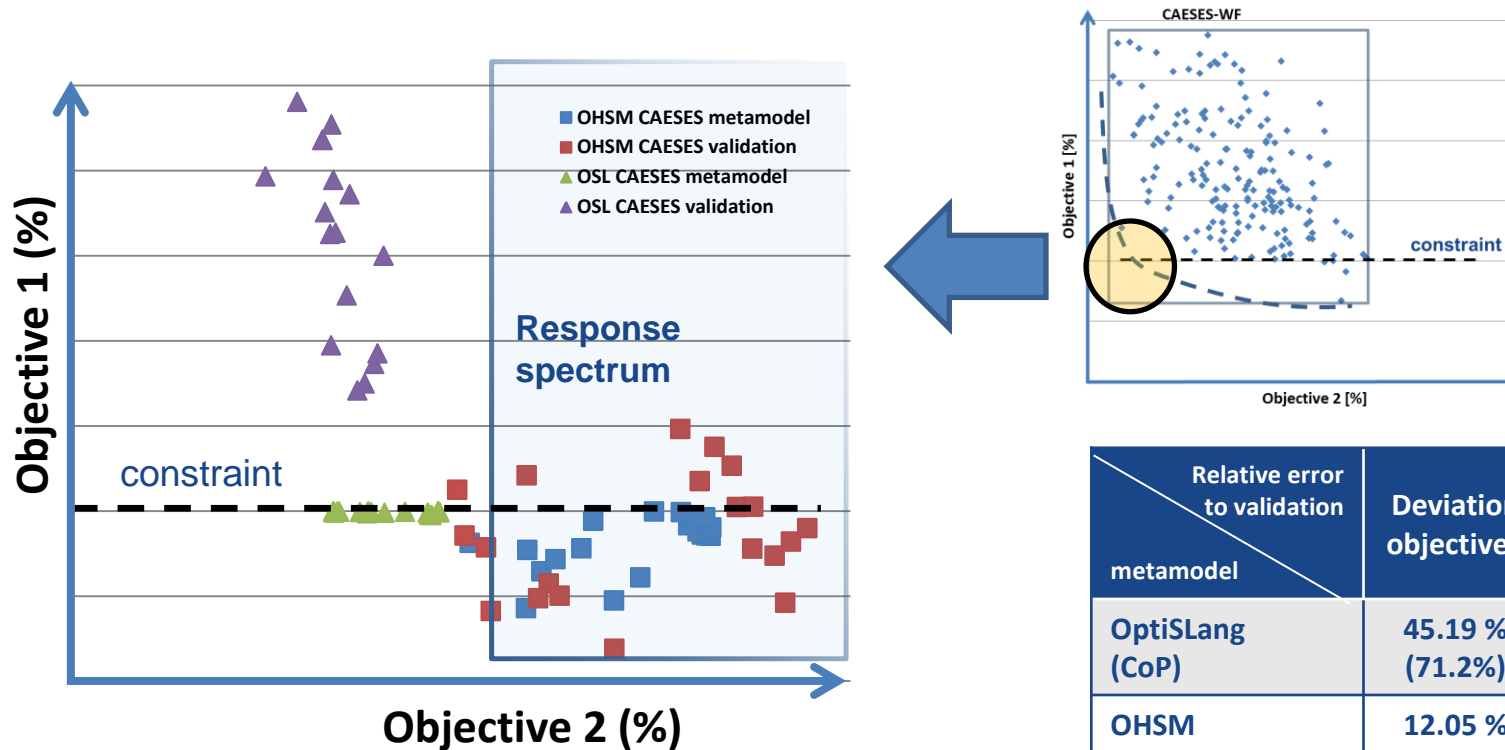 OHSM CAESES metamodel
OHSM CAESES validation
OSL CAESES metamodel
OSL CAESES validation
Objective 1 (%)
Response
spectrum
constraint
Objective 2 (%)
CAESES-WF
Objective 1 [%]
constraint
Objective 2 [%]
Relative error
to validation
metamodel
Deviation
objective
OptiSLang
(CoP)
45.19 %
(71.2%)
OHSM
12.05 %